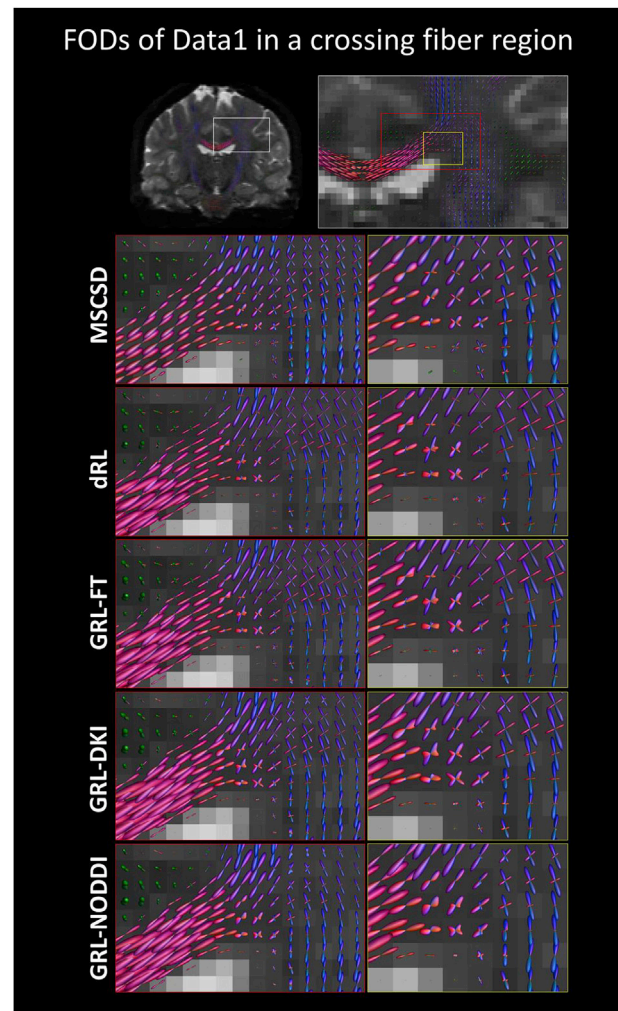 FODs of Data1 in a crossing fiber region
MSCSD
dRL
GRL-FT
GRL-DKI
GRL-NODDI